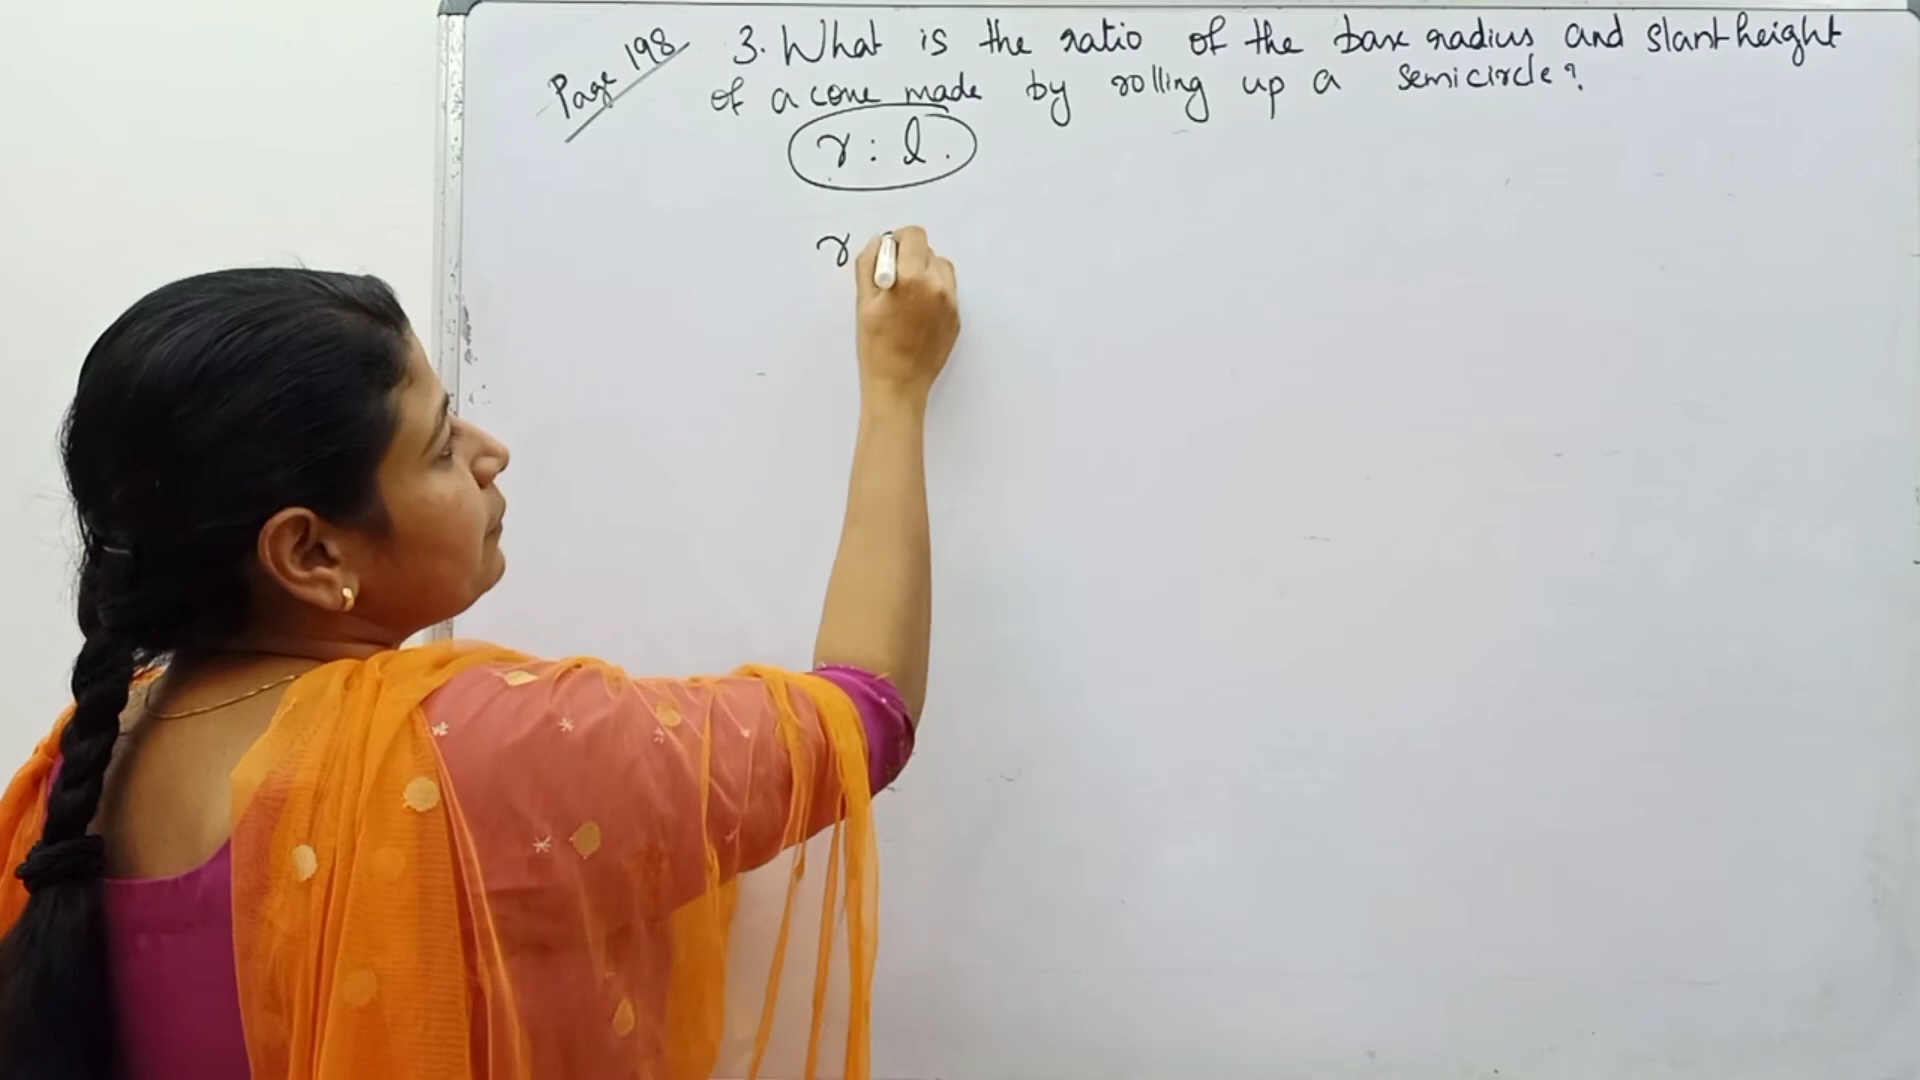 Page 198
3. What is the ratio of the base radius and slant height
of a cone made by rolling up a semicircle?
r : l.
r